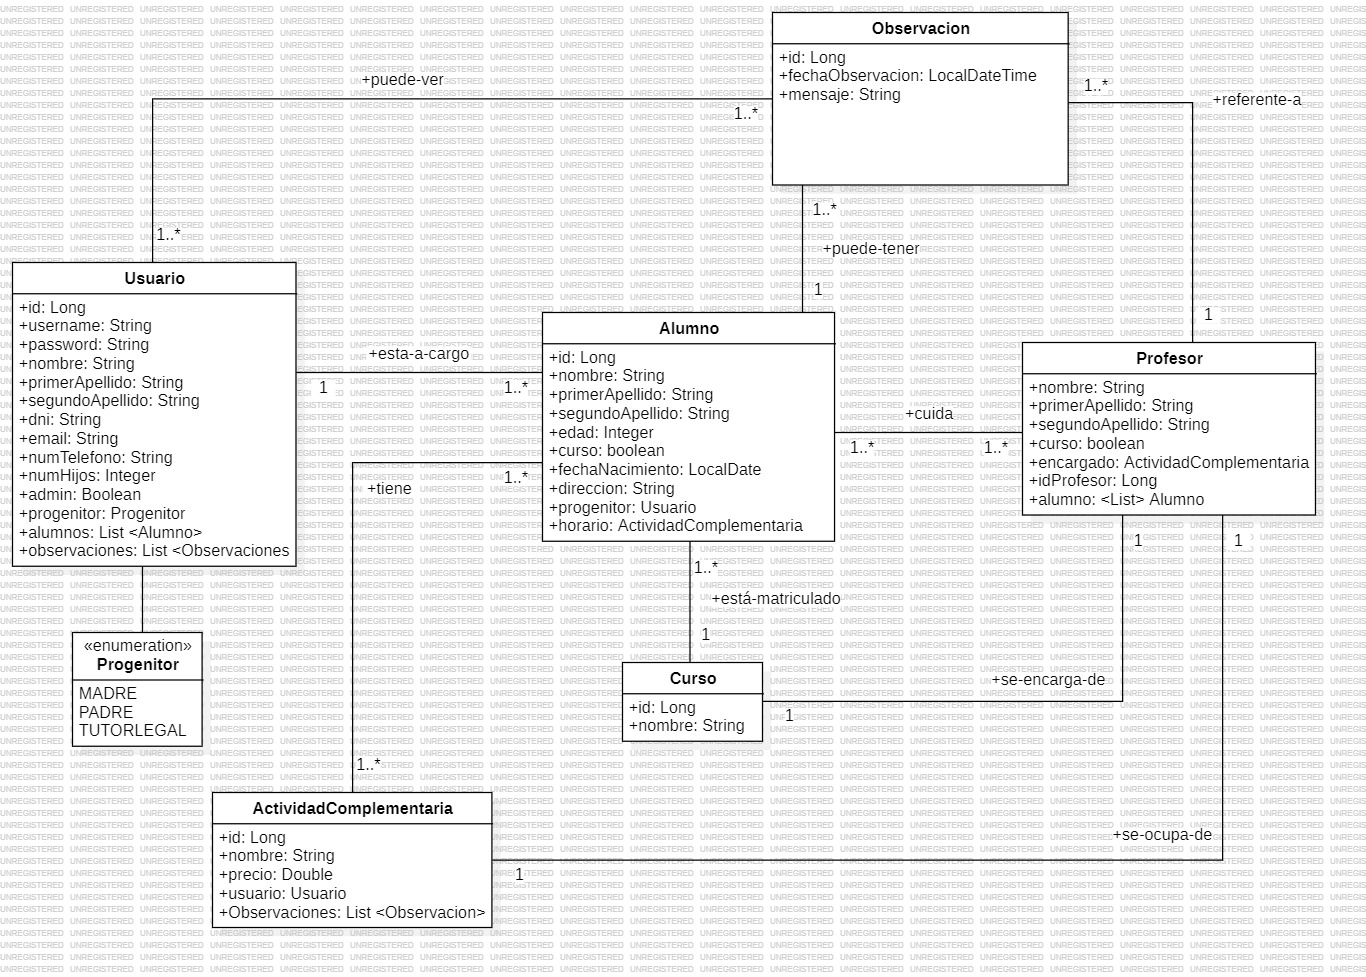 Observacion
+id: Long
+fechaObservacion: LocalDateTime
+mensaje: String
+puede-ver
1..*
1..*
1..*
+referente-a
1
1..*
+puede-tener
1
Usuario
+id: Long
+username: String
+password: String
+nombre: String
+primerApellido: String
+segundoApellido: String
+dni: String
+email: String
+numTelefono: String
+numHijos: Integer
+admin: Boolean
+progenitor: Progenitor
+alumnos: List <Alumno>
+observaciones: List <Observaciones
+esta-a-cargo
1
1..*
Alumno
+id: Long
+nombre: String
+primerApellido: String
+segundoApellido: String
+edad: Integer
+curso: boolean
+fechaNacimiento: LocalDate
+direccion: String
+progenitor: Usuario
+horario: ActividadComplementaria
+cuida
1..*
1..*
Profesor
+nombre: String
+primerApellido: String
+segundoApellido: String
+curso: boolean
+encargado: ActividadComplementaria
+idProfesor: Long
+alumno: <List> Alumno
+tiene
1..*
1..*
1..*
+está-matriculado
1
1
1
«enumeration»
Progenitor
MADRE
PADRE
TUTORLEGAL
Curso
+id: Long
+nombre: String
+se-encarga-de
1
ActividadComplementaria
+id: Long
+nombre: String
+precio: Double
+usuario: Usuario
+Observaciones: List <Observacion>
+se-ocupa-de
1
UNREGISTERED